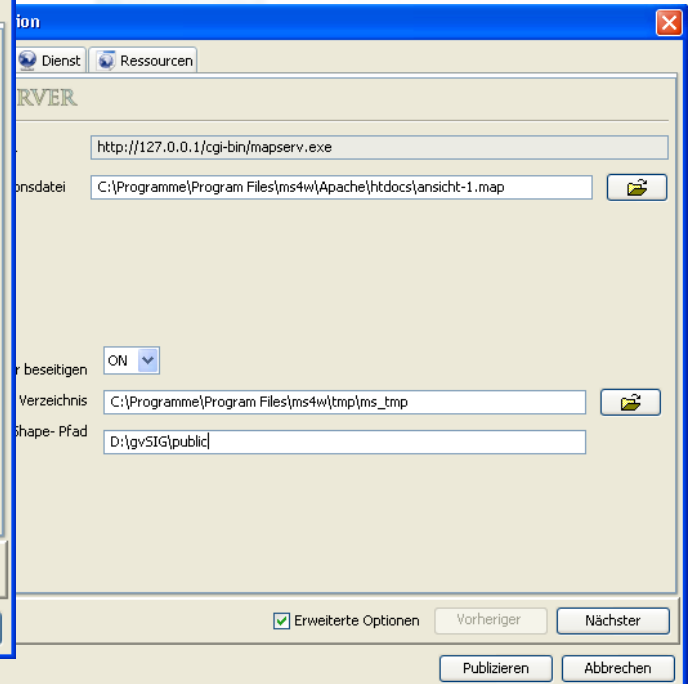 ion
Dienst Ressourcen
RVER
http://127.0.0.1/cgi-bin/mapserv.exe
onsdatei C:\Programme\Program Files\ms4w\Apache\htdocs\ansicht-1.map
r beseitigen ON
Verzeichnis C:\Programme\Program Files\ms4w\tmp\ms_tmp
Shape- Pfad D:\gvSIG\public
Erweiterte Optionen Vorheriger Nächster
Publizieren Abbrechen